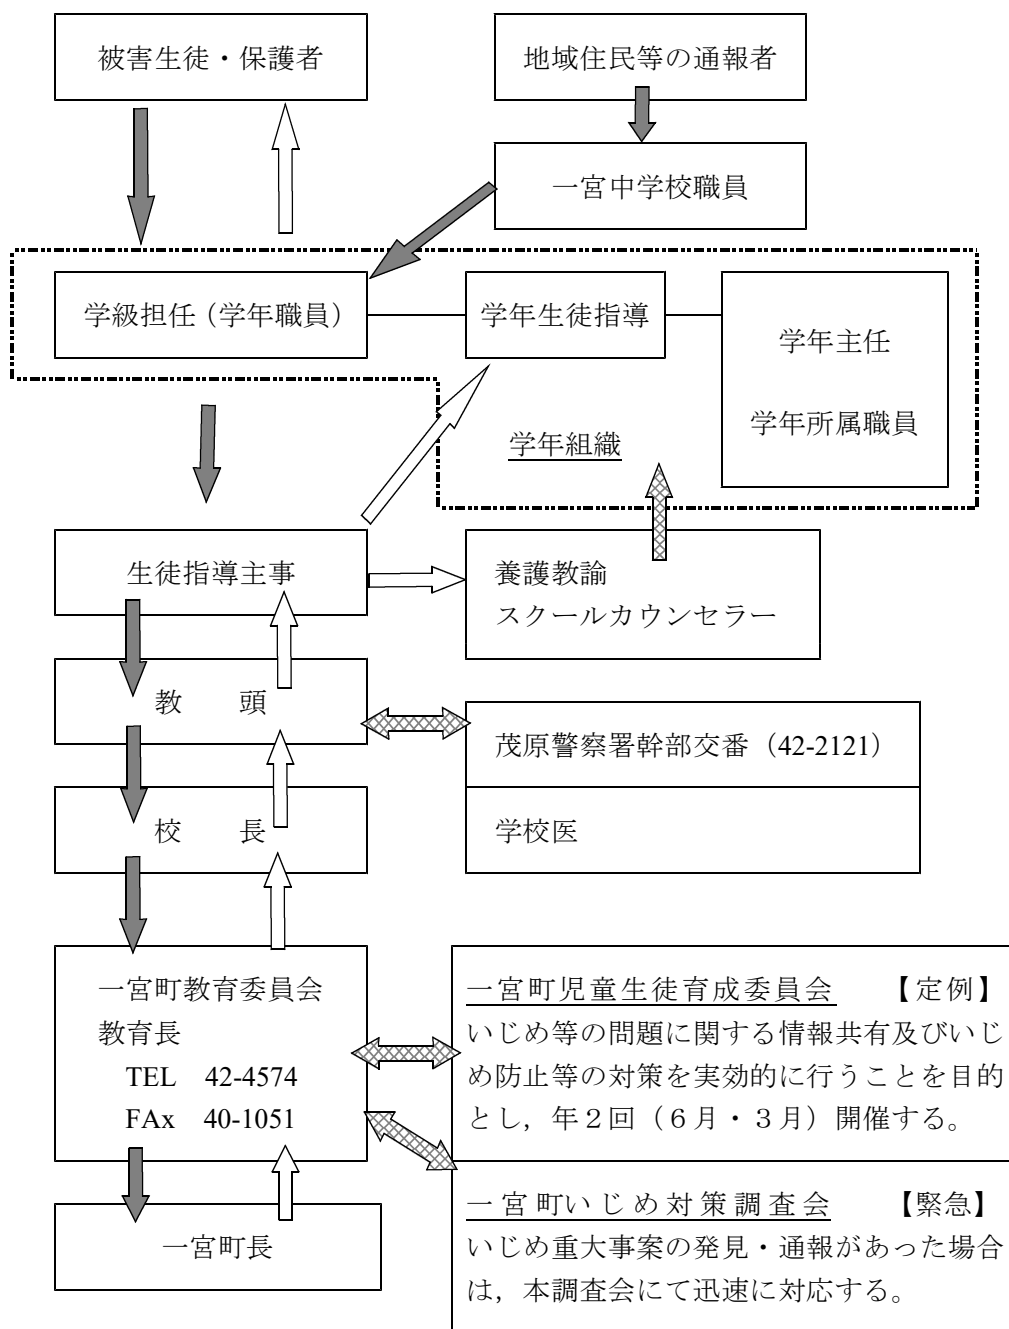 被害生徒・保護者
地域住民等の通報者
一宮中学校職員
学級担任（学年職員）
学年生徒指導
学年主任
学年所属職員
学年組織
生徒指導主事
養護教諭
スクールカウンセラー
教　　頭
茂原警察署幹部交番（42-2121）
校　　長
学校医
一宮町教育委員会
教育長
TEL　42-4574
FAx　40-1051
一宮町児童生徒育成委員会　【定例】
いじめ等の問題に関する情報共有及びいじ
め防止等の対策を実効的に行うことを目的
とし，年２回（６月・３月）開催する。
一宮町いじめ対策調査会　【緊急】
いじめ重大事案の発見・通報があった場合
は，本調査会にて迅速に対応する。
一宮町長